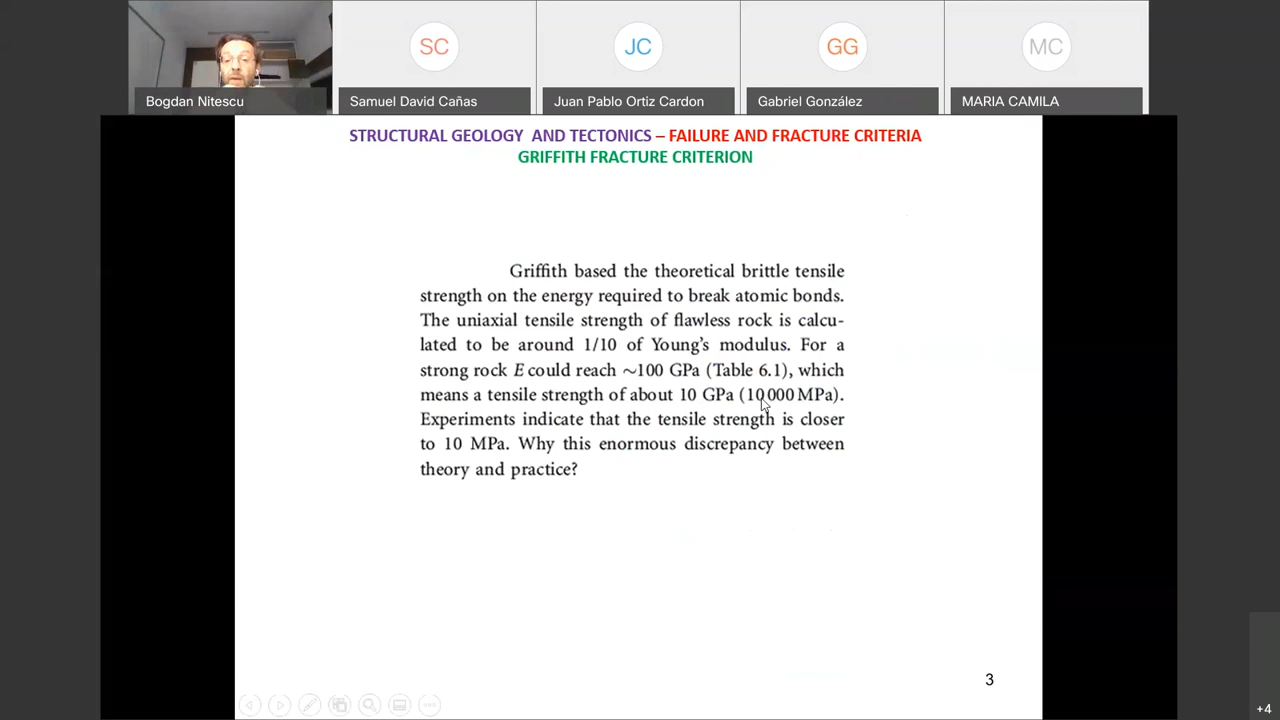 SC
JC
GG
MC
Bogdan Nitescu
Samuel David Cañas
Juan Pablo Ortiz Cardon
Gabriel González
MARIA CAMILA
STRUCTURAL GEOLOGY AND TECTONICS – FAILURE AND FRACTURE CRITERIA
GRIFFITH FRACTURE CRITERION
Griffith based the theoretical brittle tensile
strength on the energy required to break atomic bonds.
The uniaxial tensile strength of flawless rock is calcu-
lated to be around 1/10 of Young's modulus. For a
strong rock E could reach ~100 GPa (Table 6.1), which
means a tensile strength of about 10 GPa (10 000 MPa).
Experiments indicate that the tensile strength is closer
to 10 MPa. Why this enormous discrepancy between
theory and practice?
3
+4